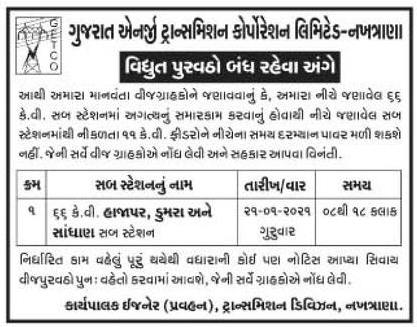 GETCO
ગુજરાત એનર્જી ટ્રાન્સમિશન કોર્પોરેશન લિમિટેડ-નખત્રાણા
વિદ્યુત પુરવઠો બંધ રહેવા અંગે
આથી અમારા માનવંતા વીજગ્રાહકોને જણાવવાનું કે, અમારા નીચે જણાવેલ ૬૬
કે.વી. સબ સ્ટેશનમાં અગત્યનું સમારકામ કરવાનું હોવાથી નીચે જણાવેલ સબ
સ્ટેશનમાંથી નીકળતા ૧૧ કે.વી. ફીડરોને નીચેના સમય દરમ્યાન પાવર મળી શકશે
નહીં. જેની સર્વે વીજ ગ્રાહકોએ નોંધ લેવી અને સહકાર આપવા વિનંતી.
ક્રમ સબ સ્ટેશનનું નામ તારીખ/વાર સમય
૧ ૬૬ કે.વી. હાજાપર, ડુમરા અને ૨૧-૦૧-૨૦૨૧ ૦૮થી ૧૮ કલાક
સાંધાણ સબ સ્ટેશન ગુરુવાર
નિર્ધારિત કામ વહેલું પૂરું થયેથી વધારાની કોઈ પણ નોટિસ આપ્યા સિવાય
વીજપુરવઠો પુનઃ વહેતો કરવામાં આવશે, જેની સર્વે ગ્રાહકોએ નોંધ લેવી.
કાર્યપાલક ઈજનેર (પ્રવહન), ટ્રાન્સમિશન ડિવિઝન, નખત્રાણા.